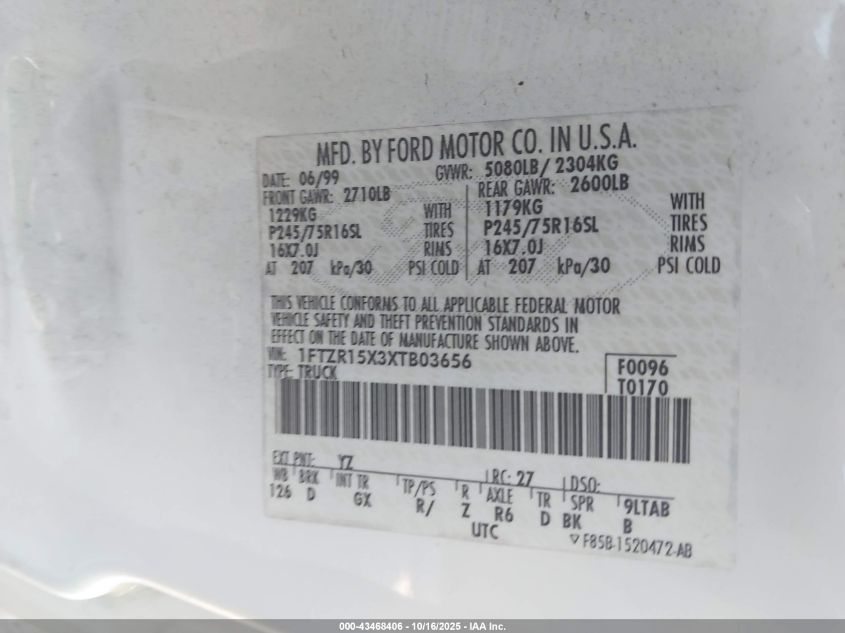 MFD. BY FORD MOTOR CO. IN U.S.A.
DATE: 06/99 GVWR: 5080LB/ 2304KG
FRONT GAWR: 2710LB REAR GAWR: 2600LB
1229KG WITH 1179KG WITH
P245/75R16SL TIRES P245/75R16SL TIRES
16X7.0J RIMS 16X7.0J RIMS
AT 207 kPa/30 PSI COLD AT 207 kPa/30 PSI COLD
THIS VEHICLE CONFORMS TO ALL APPLICABLE FEDERAL MOTOR
VEHICLE SAFETY AND THEFT PREVENTION STANDARDS IN
EFFECT ON THE DATE OF MANUFACTURE SHOWN ABOVE.
VIN: 1FTZR15X3XTB03656
TYPE: TRUCK
F0096
T0170
EXT PNT: YZ RC: 27 DSO:
WB BRK INT TR TP/PS R AXLE TR SPR 9LTAB
126 D GX R/ Z R6 D BK B
UTC
▽ F85B-1520472-AB
000-43468406 - 10/16/2025 - IAA Inc.